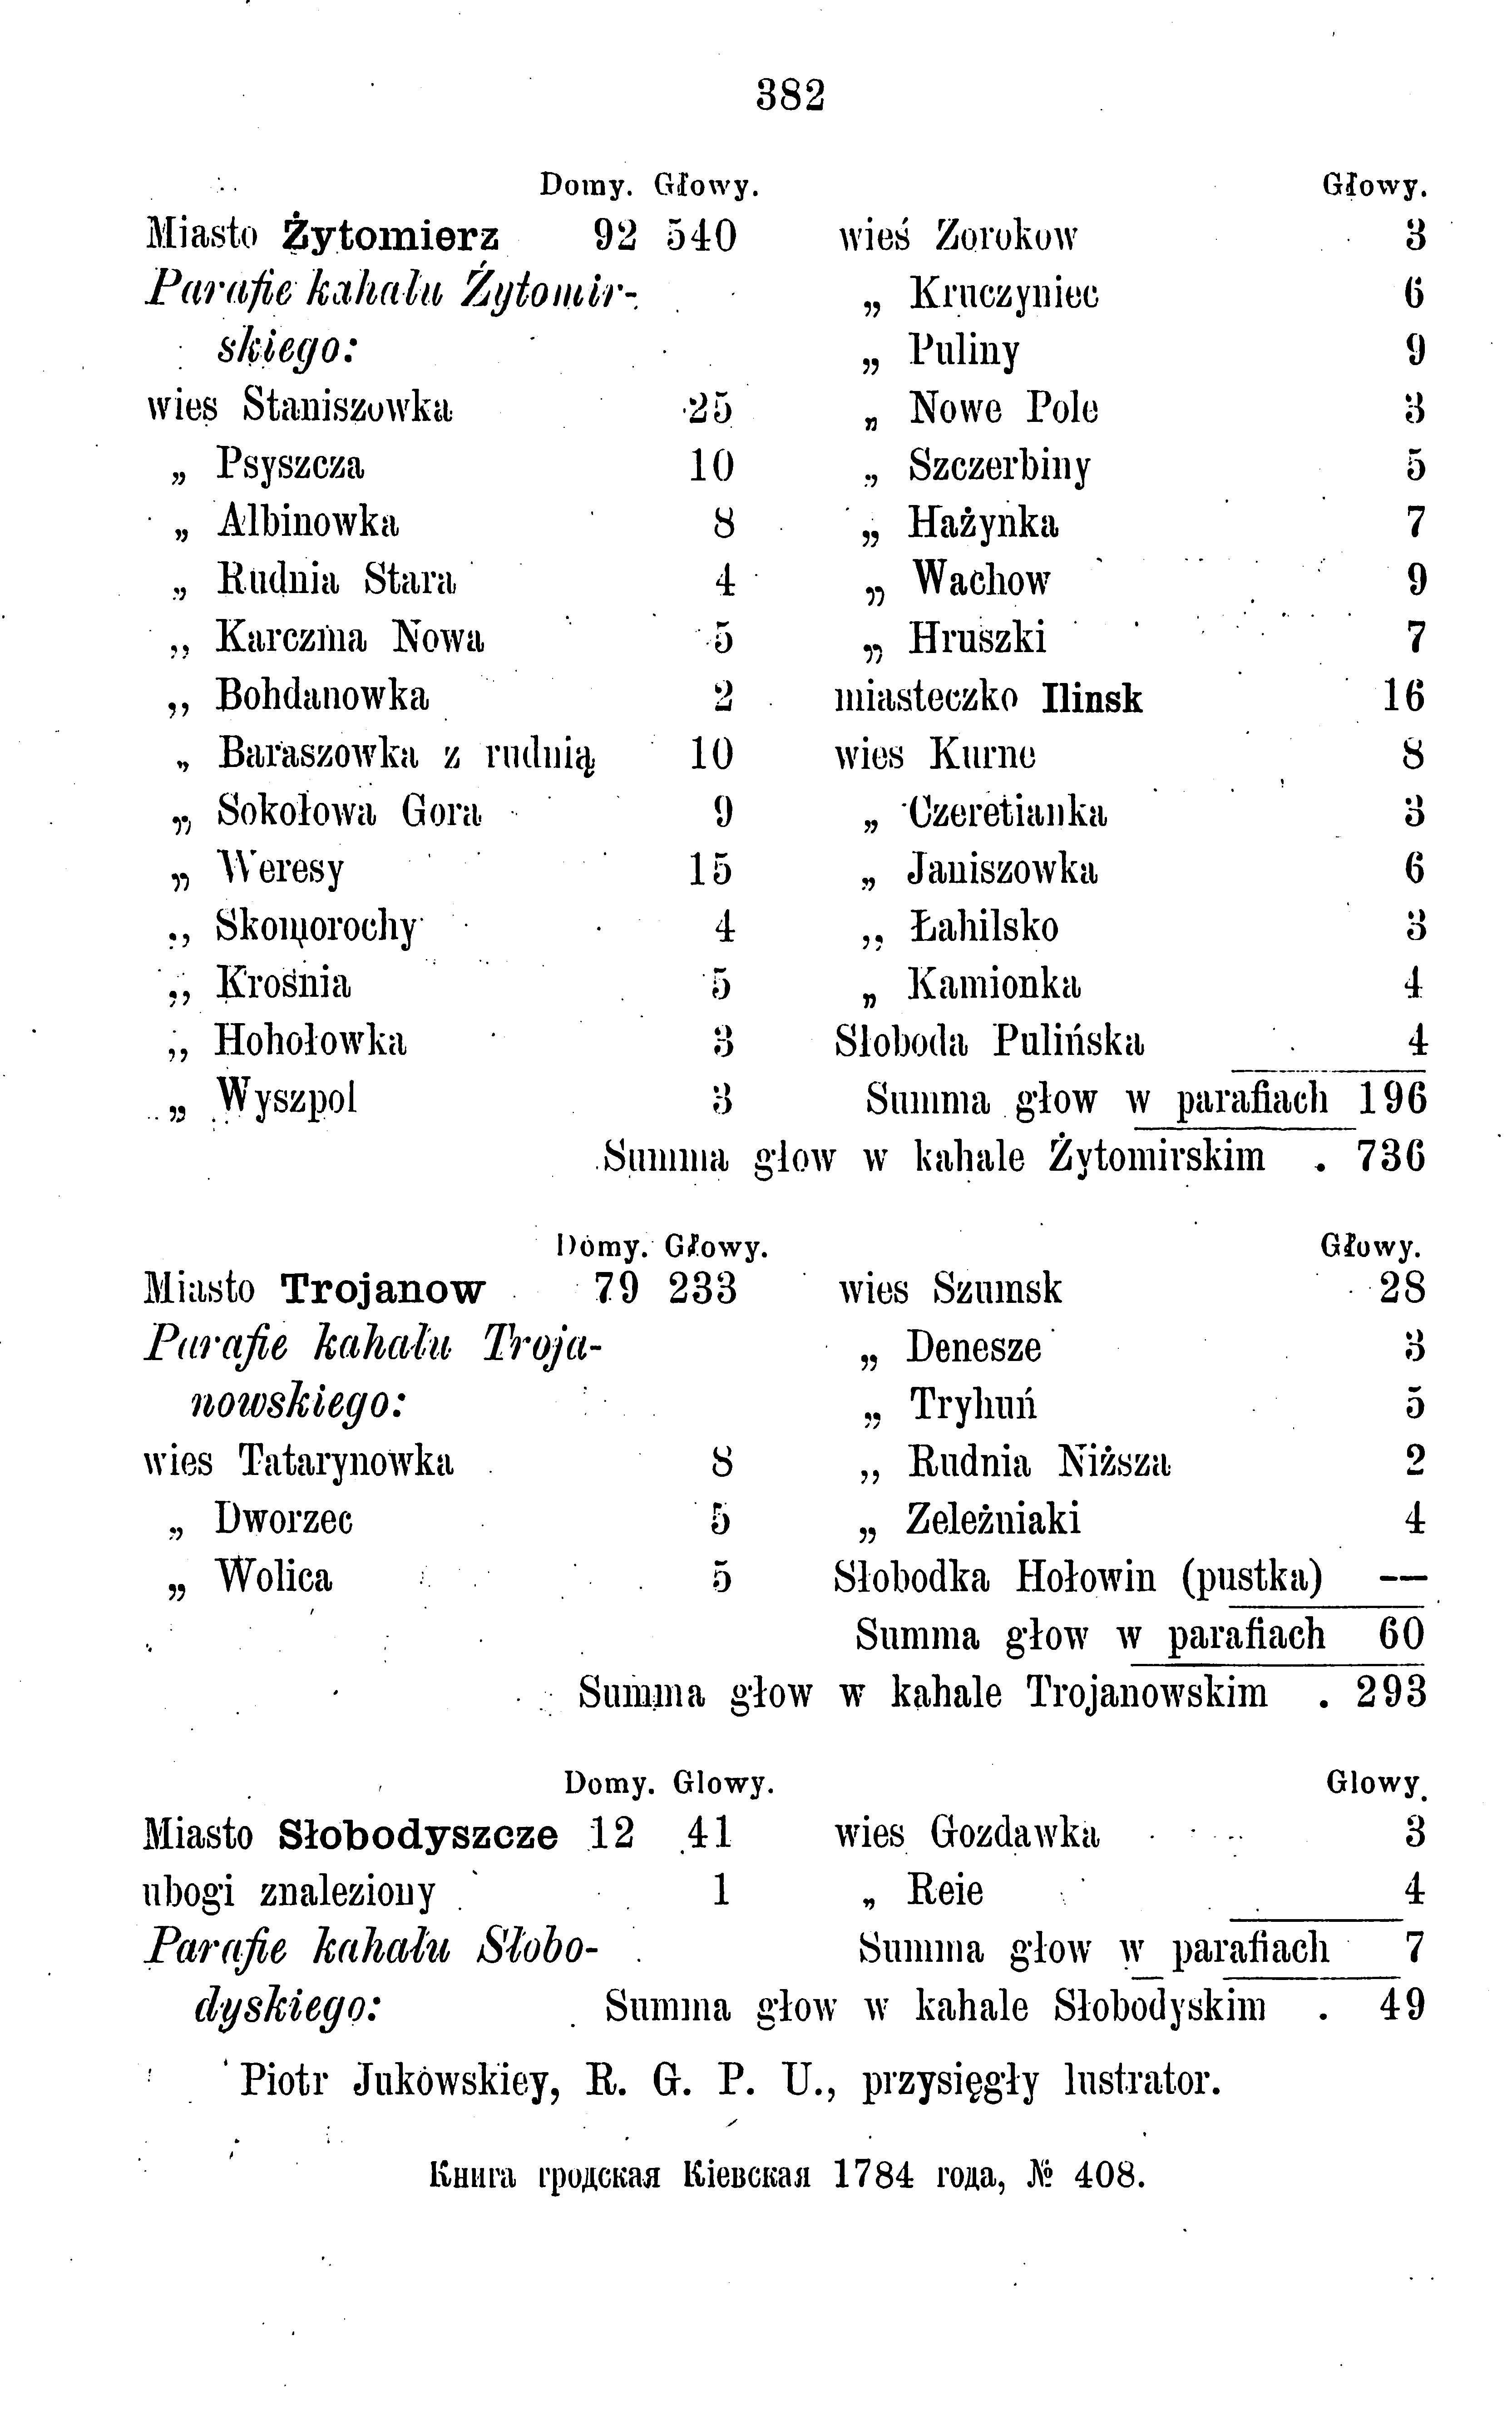 382
Domy. Głowy.
Miasto Żytomierz 92 540
Parafie kahału Żytomir-
skiego:
wies Staniszowka 25
„ Psyszcza 10
„ Albinowka 8
„ Rudnia Stara 4
„ Karczma Nowa 5
„ Bohdanowka 2
„ Baraszowka z rudnią 10
„ Sokołowa Gora 9
„ Weresy 15
„ Skomorochy 4
„ Krośnia 5
„ Hohołowka 3
„ Wyszpol 3
Głowy.
wieś Zorokow 3
„ Kruczyniec 6
„ Puliny 9
„ Nowe Pole 3
„ Szczerbiny 5
„ Hażynka 7
„ Wachow 9
„ Hruszki 7
miasteczko Ilinsk 16
wies Kurne 8
„ Czeretianka 3
„ Janiszowka 6
„ Łahilsko 3
„ Kamionka 4
Sloboda Pulińska 4
Summa głow w parafiach 196
Summa głow w kahale Żytomirskim . 736
Domy. Głowy.
Miasto Trojanow 79 233
Parafie kahału Troja-
nowskiego:
wies Tatarynowka 8
„ Dworzec 5
„ Wolica 5
Głowy.
wies Szumsk 28
„ Denesze 3
„ Tryhuń 5
„ Rudnia Niższa 2
„ Zeleżniaki 4
Słobodka Hołowin (pustka) —
Summa głow w parafiach 60
Summa głow w kahale Trojanowskim . 293
Domy. Glowy.
Miasto Słobodyszcze 12 41
ubogi znaleziony 1
Parafie kahału Słobo-
dyskiego:
Glowy.
wies Gozdawka 3
„ Reie 4
Summa głow w parafiach 7
Summa głow w kahale Słobodyskim . 49
Piotr Jukowskiey, R. G. P. U., przysięgły lustrator.
Книга гродская Кіевская 1784 года, № 408.